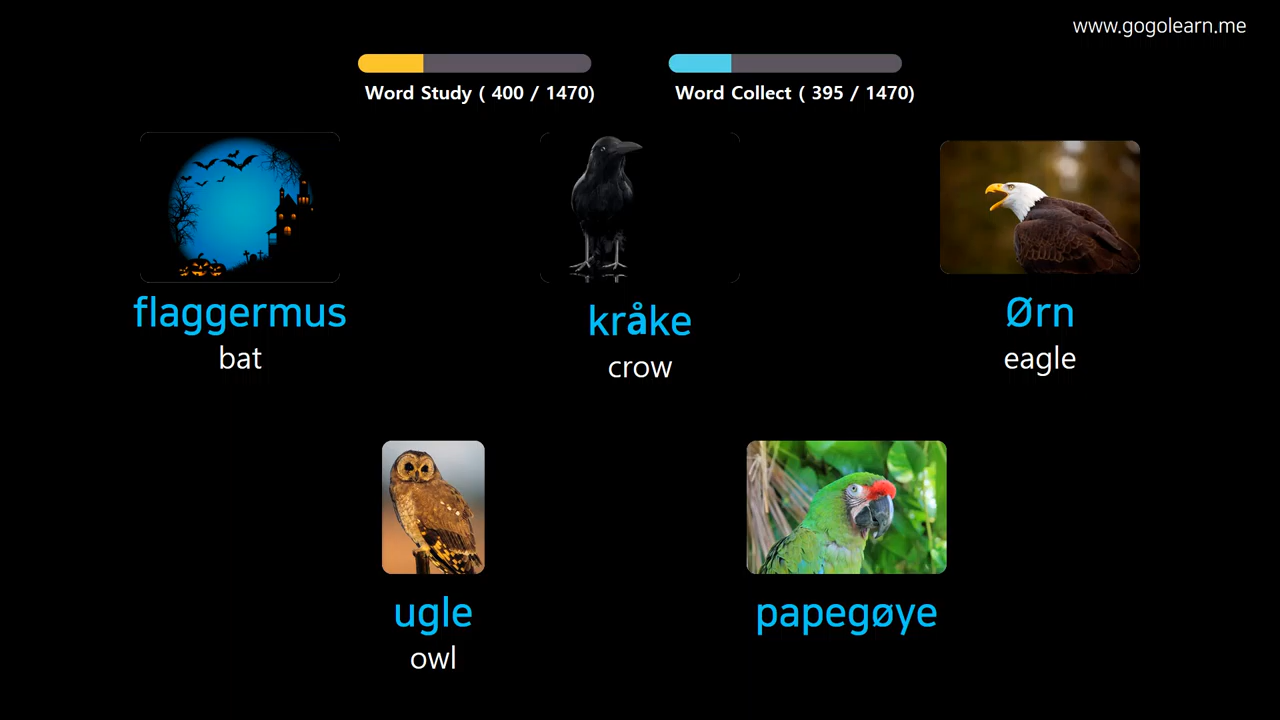 www.gogolearn.me
Word Study ( 400 / 1470)
Word Collect ( 395 / 1470)
flaggermus
bat
kråke
crow
Ørn
eagle
ugle
owl
papegøye